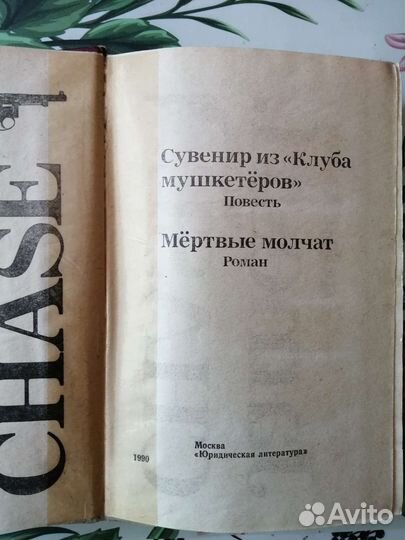 CHASE
Сувенир из «Клуба
мушкетёров»
Повесть
Мёртвые молчат
Роман
1990
Москва
«Юридическая литература»
Avito